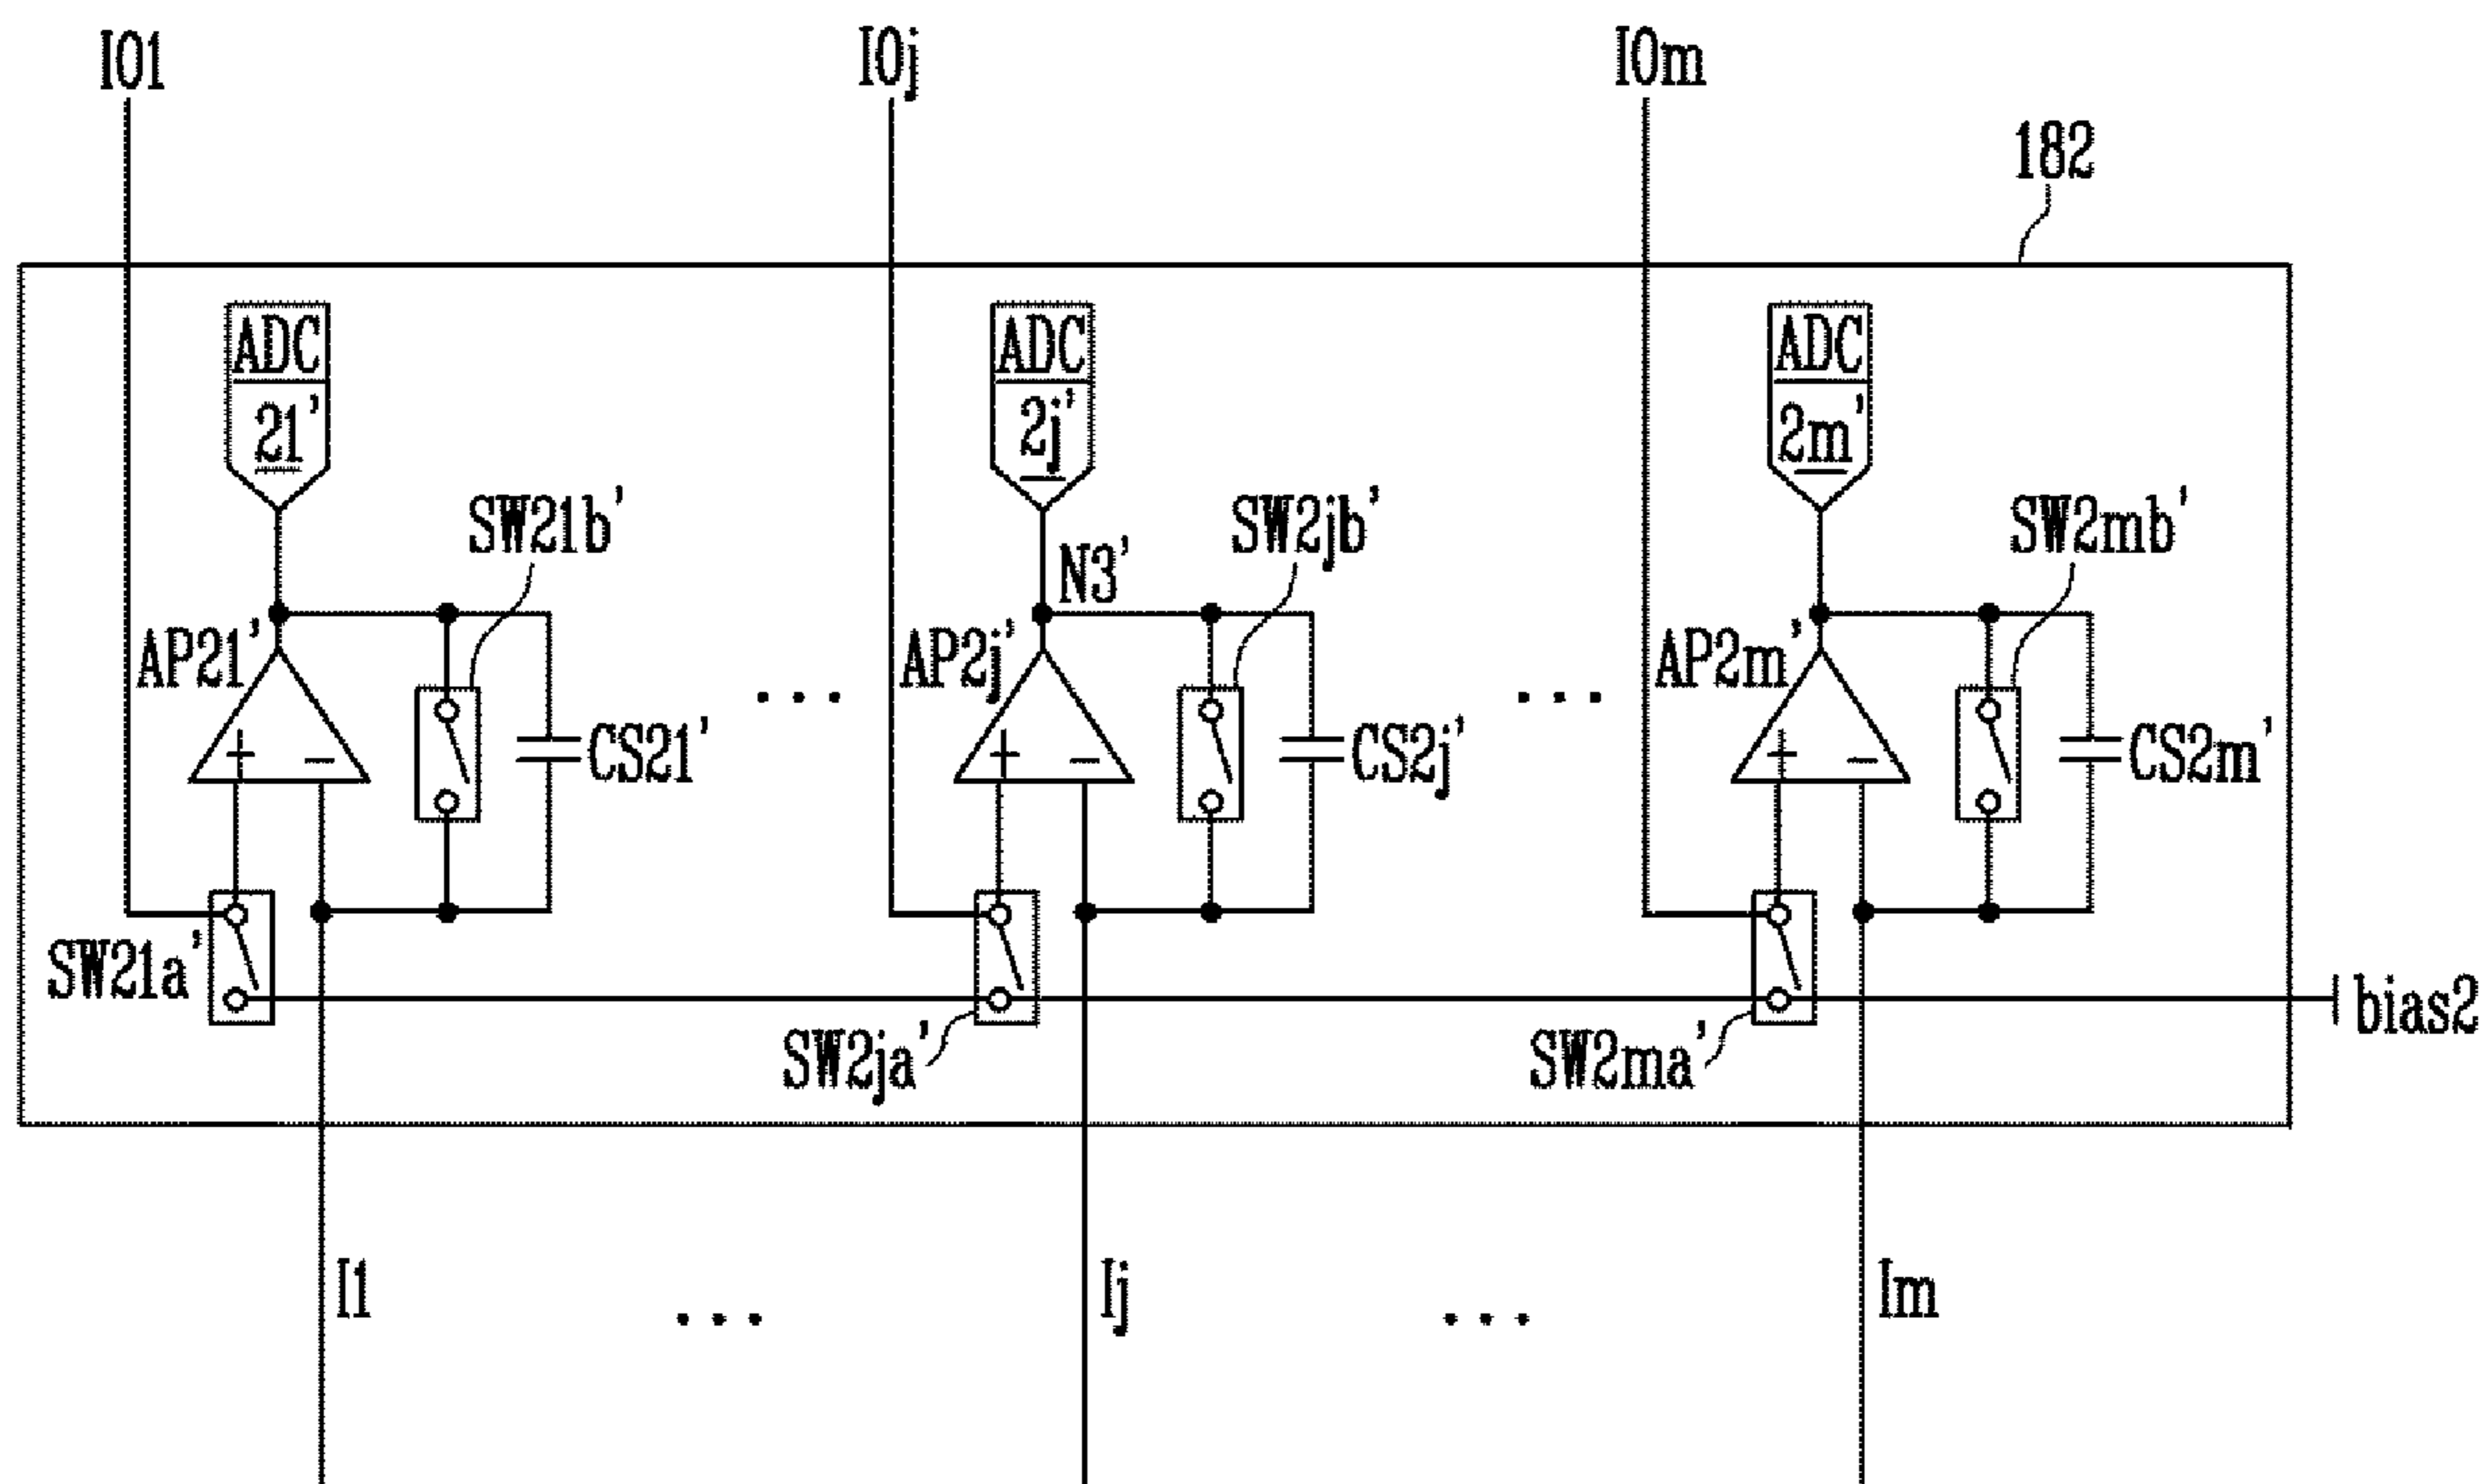 I01 I0j I0m
182
ADC ADC ADC
21' 2j' 2m'
SW21b' SW2jb' SW2mb'
N3'
AP21' AP2j' AP2m'
... ...
+ - + - + -
CS21' CS2j' CS2m'
SW21a'
bias2
SW2ja' SW2ma'
I1 ... Ij ... Im